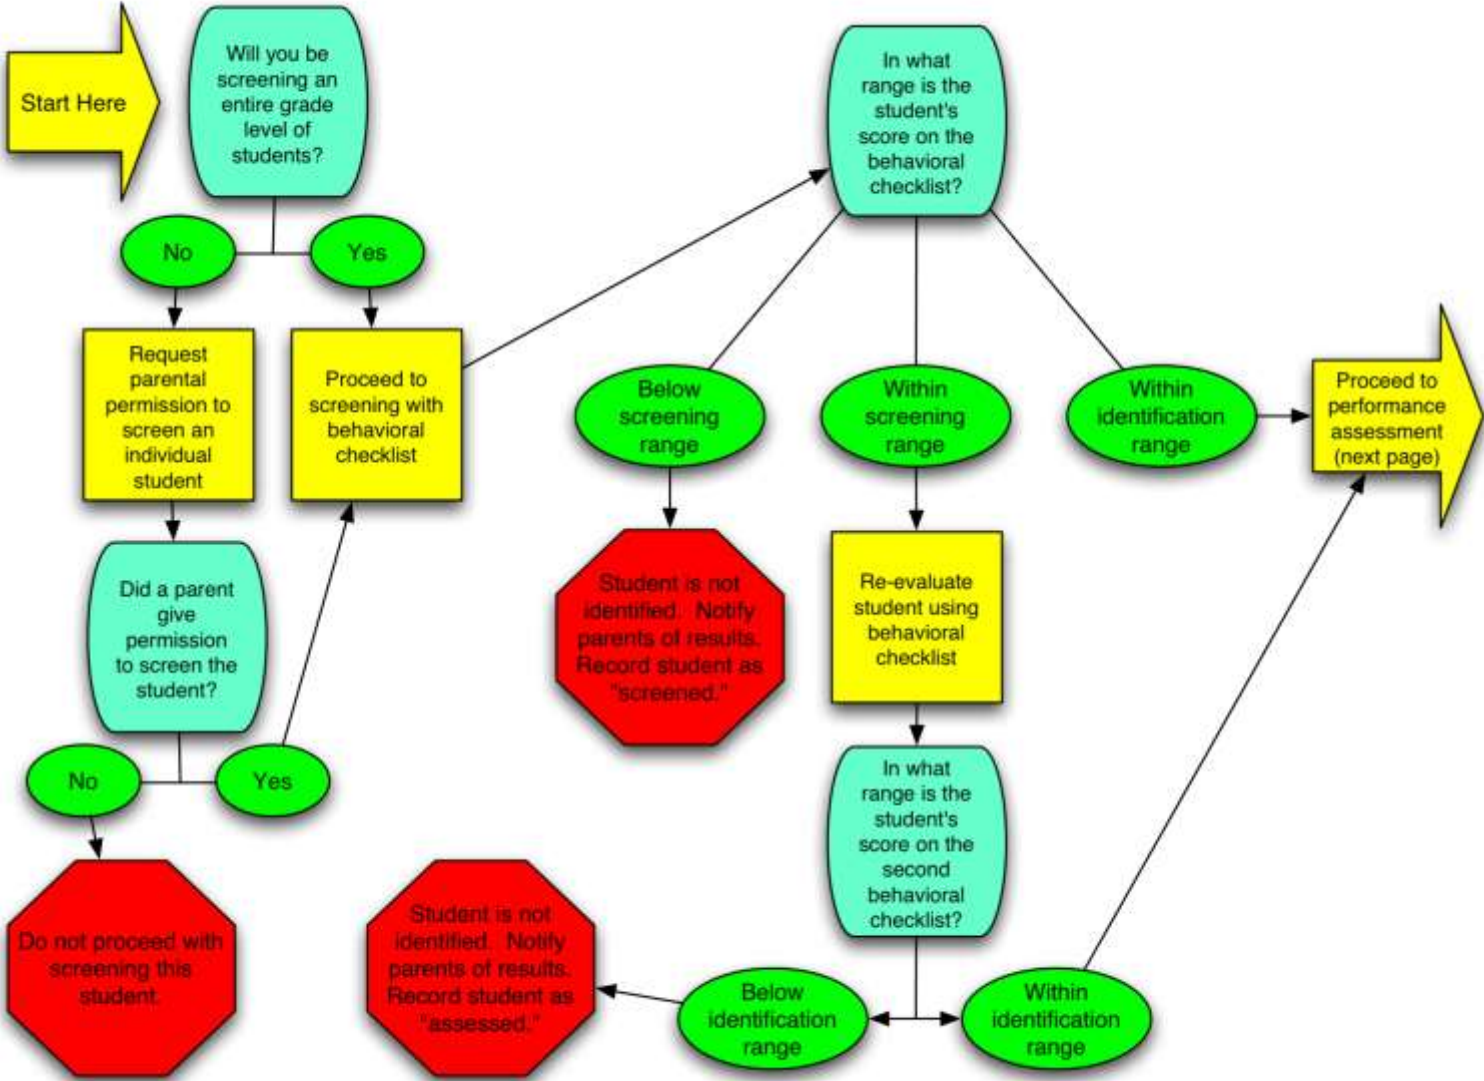 Start Here
Will you be
screening an
entire grade
level of
students?
No
Yes
Request
parental
permission to
screen an
individual
student
Proceed to
screening with
behavioral
checklist
Did a parent
give
permission
to screen the
student?
No
Yes
Do not proceed with
screening this
student.
In what
range is the
student's
score on the
behavioral
checklist?
Below
screening
range
Within
screening
range
Within
identification
range
Proceed to
performance
assessment
(next page)
Student is not
identified. Notify
parents of results.
Record student as
"screened."
Re-evaluate
student using
behavioral
checklist
In what
range is the
student's
score on the
second
behavioral
checklist?
Below
identification
range
Within
identification
range
Student is not
identified. Notify
parents of results.
Record student as
"assessed."